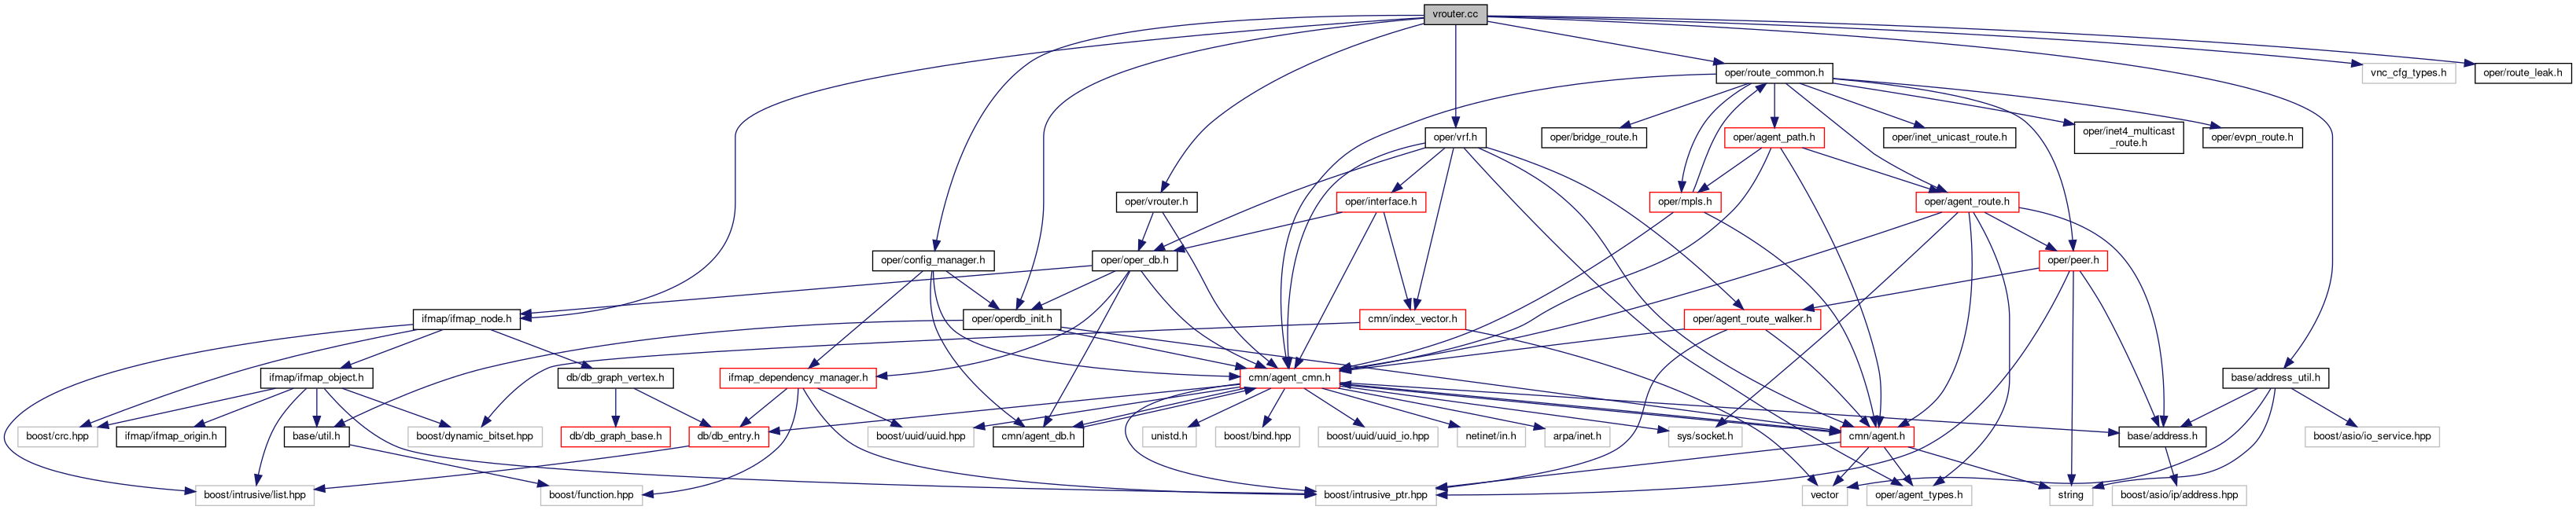 vrouter.cc
oper/route_common.h
vnc_cfg_types.h
oper/route_leak.h
oper/vrf.h
oper/bridge_route.h
oper/agent_path.h
oper/inet_unicast_route.h
oper/inet4_multicast
_route.h
oper/evpn_route.h
oper/vrouter.h
oper/interface.h
oper/mpls.h
oper/agent_route.h
oper/config_manager.h
oper/oper_db.h
oper/peer.h
ifmap/ifmap_node.h
oper/operdb_init.h
cmn/index_vector.h
oper/agent_route_walker.h
ifmap/ifmap_object.h
db/db_graph_vertex.h
ifmap_dependency_manager.h
cmn/agent_cmn.h
base/address_util.h
boost/crc.hpp
ifmap/ifmap_origin.h
base/util.h
boost/dynamic_bitset.hpp
db/db_graph_base.h
db/db_entry.h
boost/uuid/uuid.hpp
cmn/agent_db.h
unistd.h
boost/bind.hpp
boost/uuid/uuid_io.hpp
netinet/in.h
arpa/inet.h
sys/socket.h
cmn/agent.h
base/address.h
boost/asio/io_service.hpp
boost/intrusive/list.hpp
boost/function.hpp
boost/intrusive_ptr.hpp
vector
oper/agent_types.h
string
boost/asio/ip/address.hpp